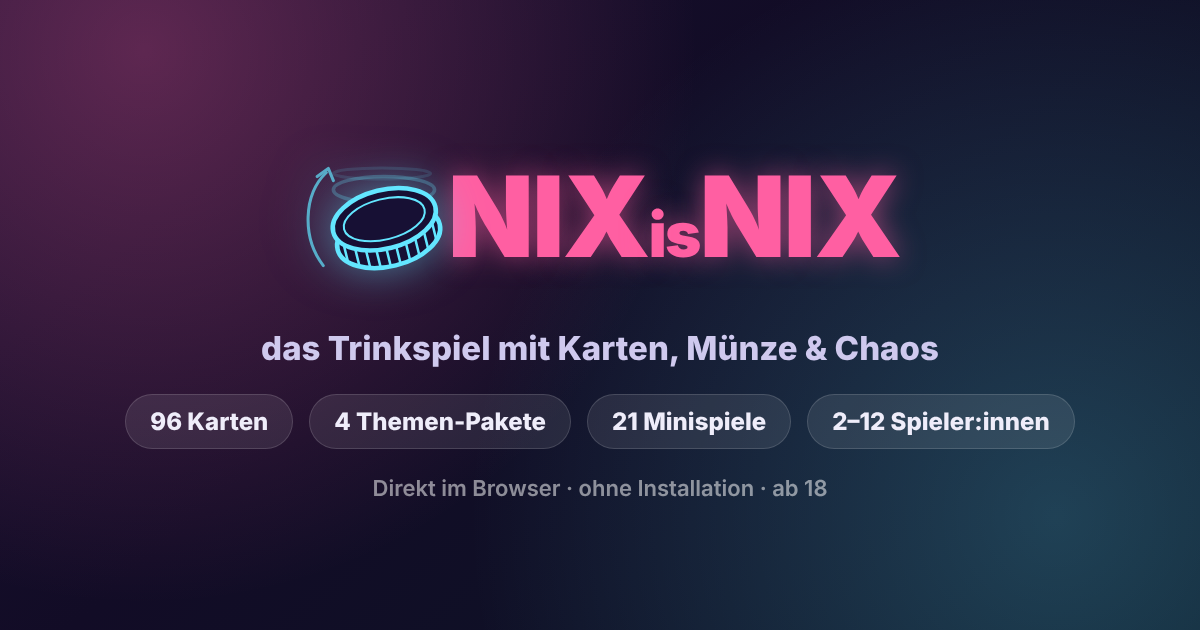 NIXisNIX
das Trinkspiel mit Karten, Münze & Chaos
96 Karten 4 Themen-Pakete 21 Minispiele 2–12 Spieler:innen
Direkt im Browser · ohne Installation · ab 18